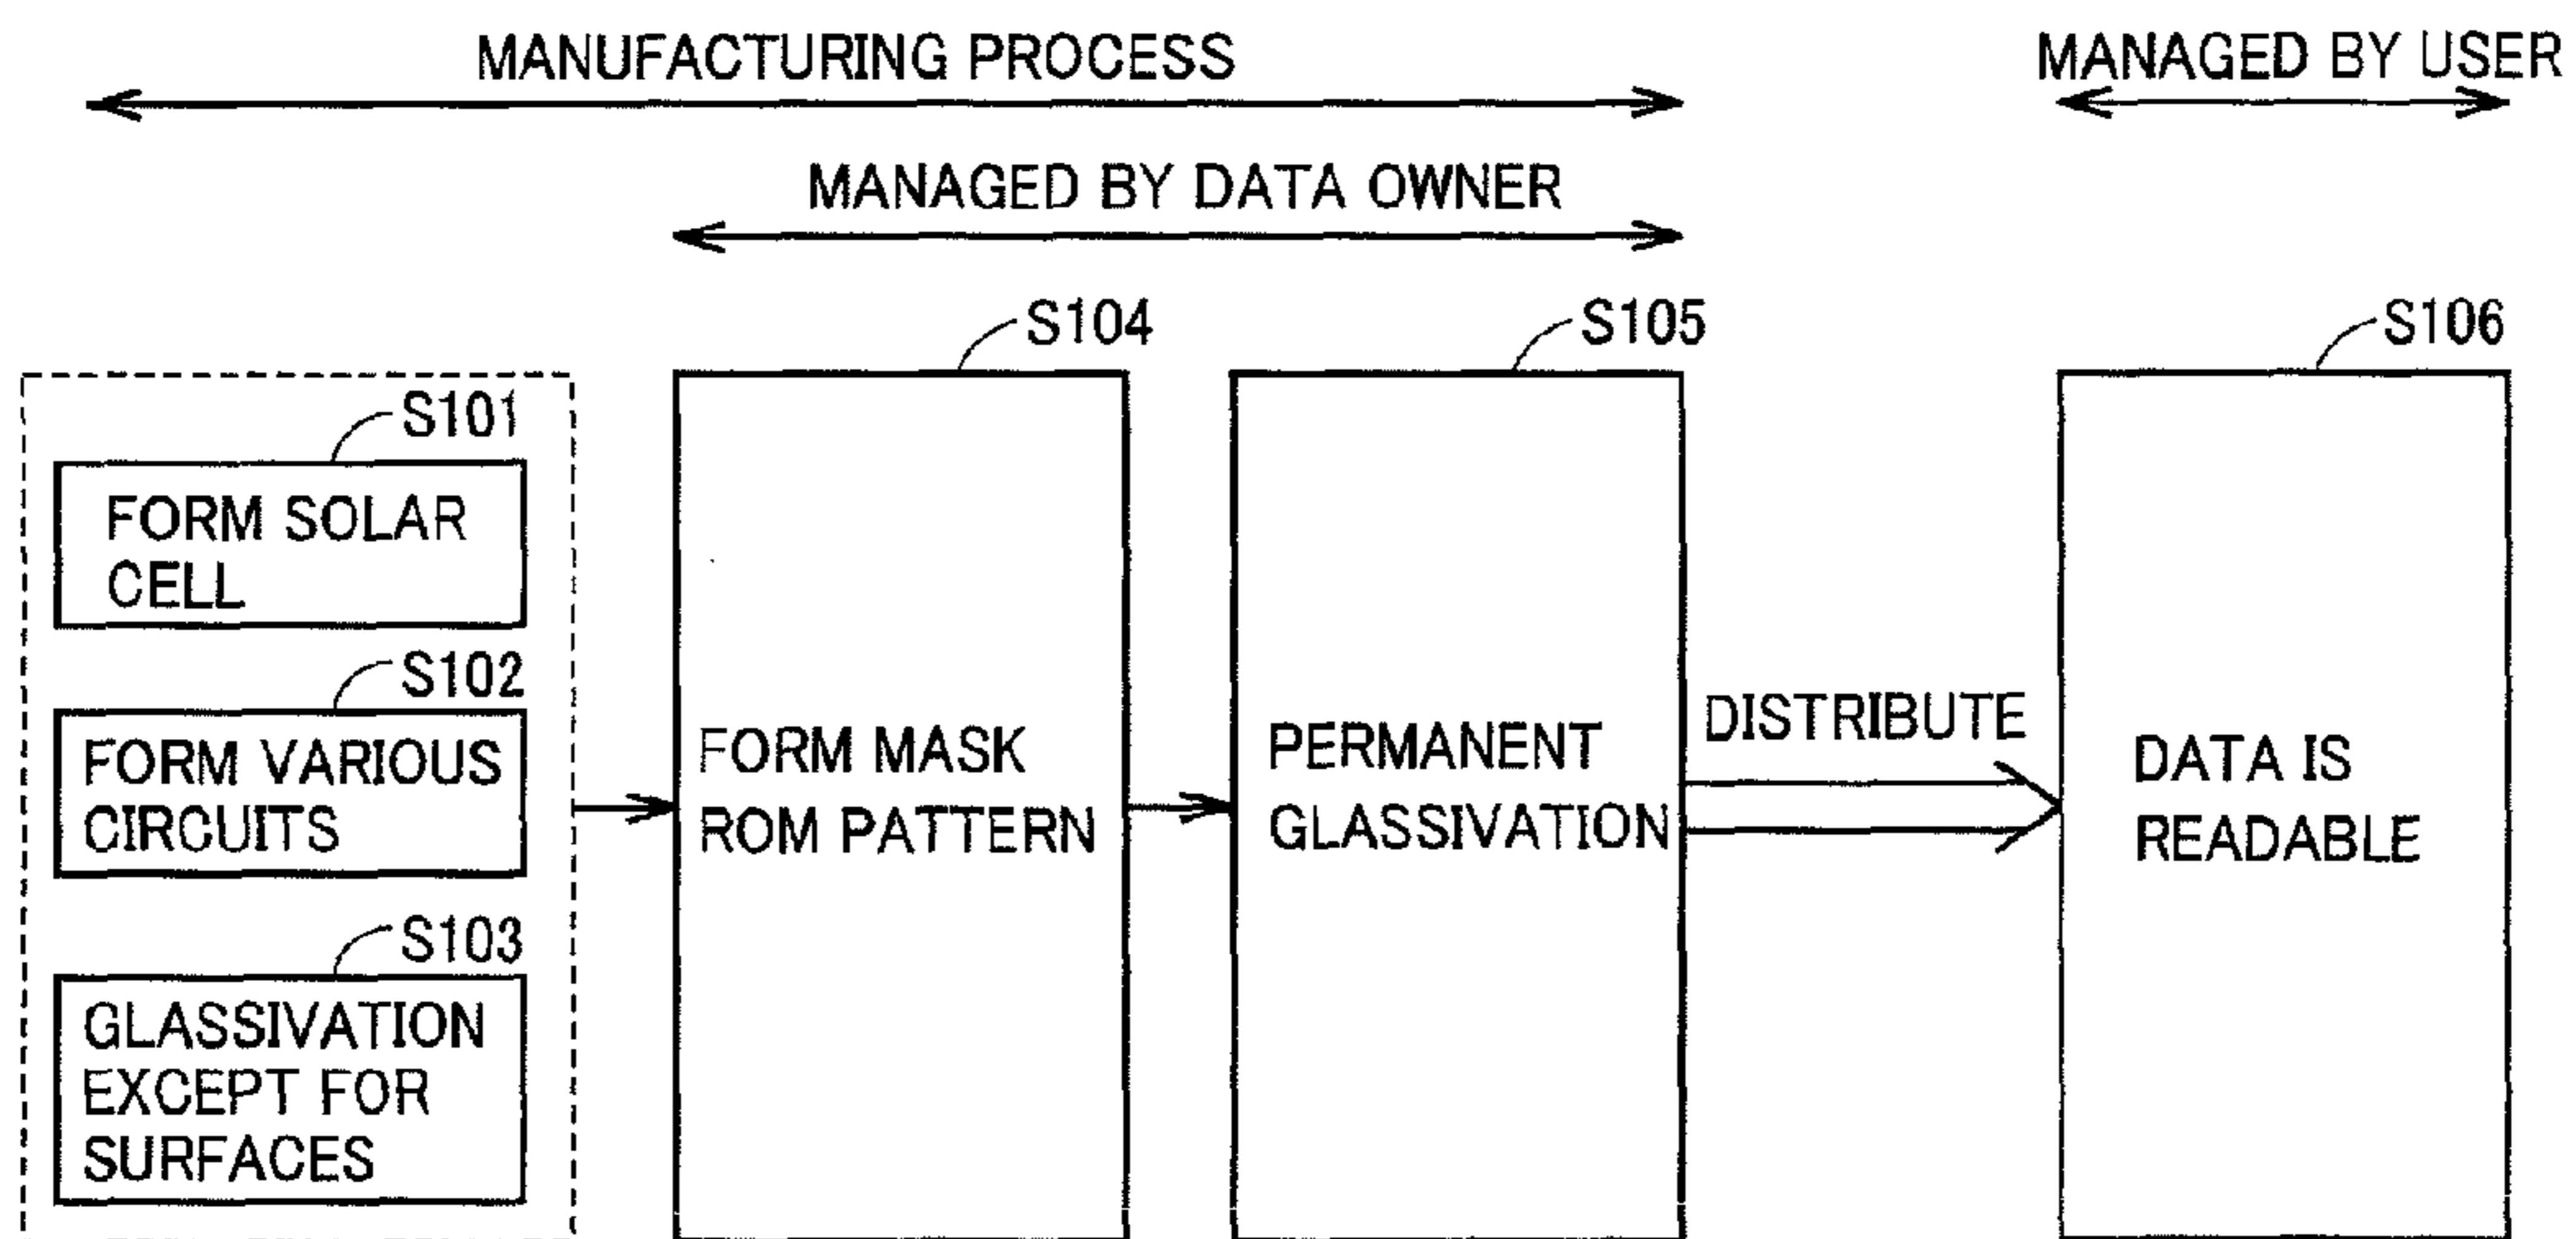 MANUFACTURING PROCESS
MANAGED BY USER
MANAGED BY DATA OWNER
S101
FORM SOLAR
CELL
S102
FORM VARIOUS
CIRCUITS
S103
GLASSIVATION
EXCEPT FOR
SURFACES
S104
FORM MASK
ROM PATTERN
S105
PERMANENT
GLASSIVATION
DISTRIBUTE
S106
DATA IS
READABLE